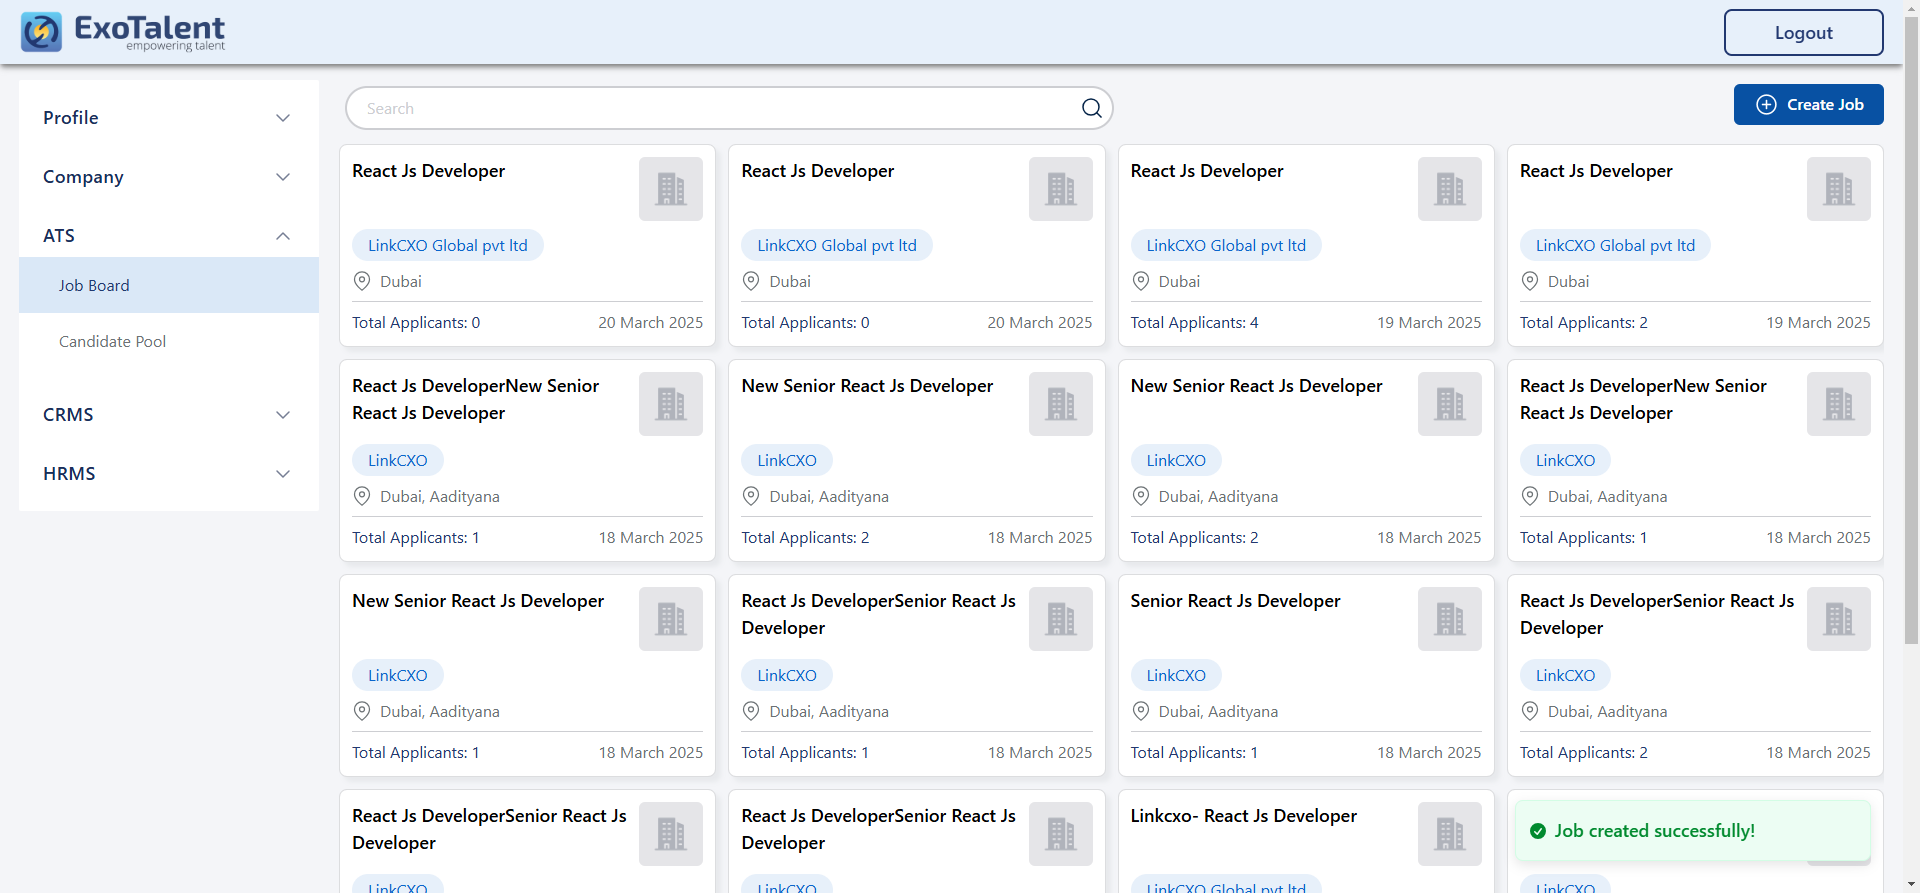 ExoTalent
empowering talent
Logout
Profile
Company
ATS
Job Board
Candidate Pool
CRMS
HRMS
Search
Create Job
React Js Developer
LinkCXO Global pvt ltd
Dubai
Total Applicants: 0
20 March 2025
React Js Developer
LinkCXO Global pvt ltd
Dubai
Total Applicants: 0
20 March 2025
React Js Developer
LinkCXO Global pvt ltd
Dubai
Total Applicants: 4
19 March 2025
React Js Developer
LinkCXO Global pvt ltd
Dubai
Total Applicants: 2
19 March 2025
React Js DeveloperNew Senior
React Js Developer
LinkCXO
Dubai, Aadityana
Total Applicants: 1
18 March 2025
New Senior React Js Developer
LinkCXO
Dubai, Aadityana
Total Applicants: 2
18 March 2025
New Senior React Js Developer
LinkCXO
Dubai, Aadityana
Total Applicants: 2
18 March 2025
React Js DeveloperNew Senior
React Js Developer
LinkCXO
Dubai, Aadityana
Total Applicants: 1
18 March 2025
New Senior React Js Developer
LinkCXO
Dubai, Aadityana
Total Applicants: 1
18 March 2025
React Js DeveloperSenior React Js
Developer
LinkCXO
Dubai, Aadityana
Total Applicants: 1
18 March 2025
Senior React Js Developer
LinkCXO
Dubai, Aadityana
Total Applicants: 1
18 March 2025
React Js DeveloperSenior React Js
Developer
LinkCXO
Dubai, Aadityana
Total Applicants: 2
18 March 2025
React Js DeveloperSenior React Js
Developer
LinkCXO
React Js DeveloperSenior React Js
Developer
LinkCXO
Linkcxo- React Js Developer
LinkCXO Global pvt ltd
Job created successfully!
LinkCXO